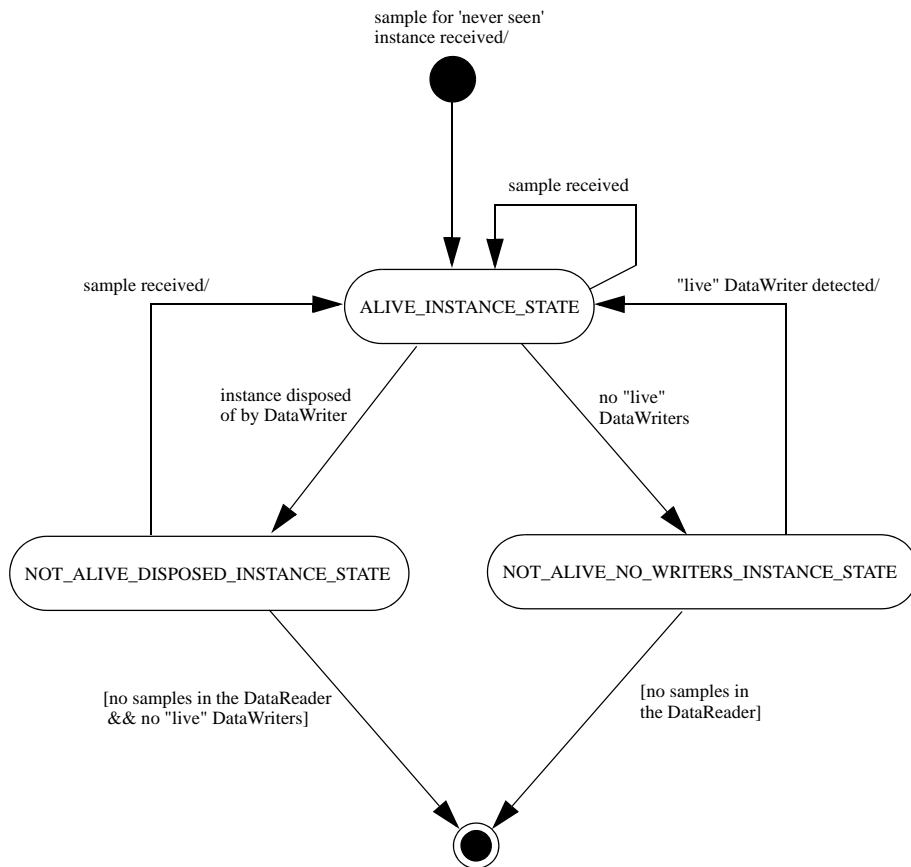 sample for 'never seen'
instance received/
sample received
sample received/
"live" DataWriter detected/
ALIVE_INSTANCE_STATE
instance disposed
of by DataWriter
no "live"
DataWriters
NOT_ALIVE_DISPOSED_INSTANCE_STATE
NOT_ALIVE_NO_WRITERS_INSTANCE_STATE
[no samples in the DataReader
&& no "live" DataWriters]
[no samples in
the DataReader]